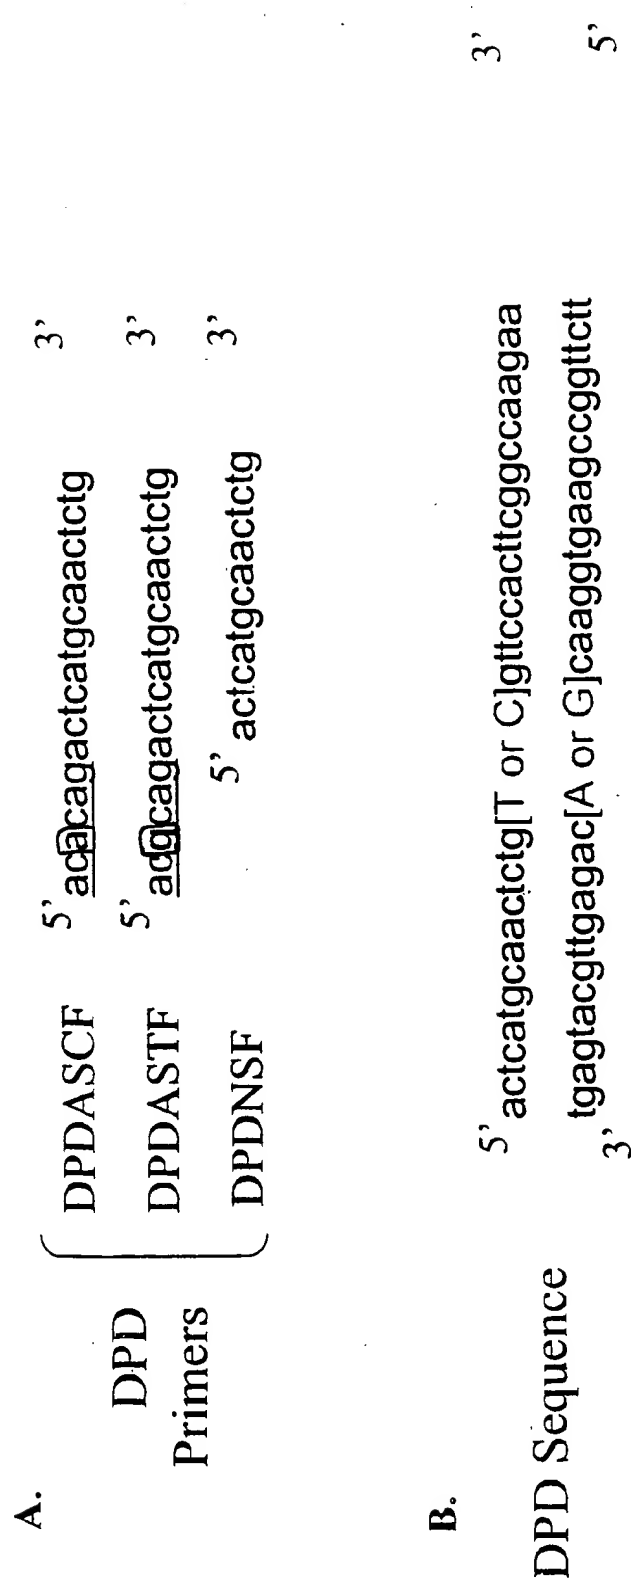 A.
DPD
Primers
DPDASCF 5' acacagactcatgcaactctg 3'
DPDASTF 5' acgcagactcatgcaactctg 3'
DPDNSF 5' actcatgcaactctg 3'
B.
DPD Sequence
5' actcatgcaactctg[T or C]gttccacttcggccaagaa 3'
3' tgagtacgttgagac[A or G]caaggtgaagccggttctt 5'